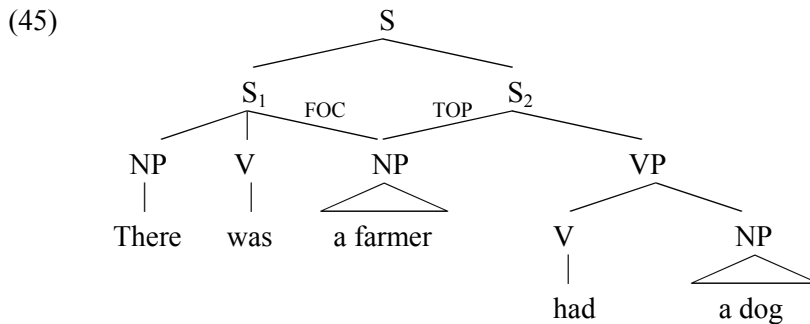 (45)
S
S₁ FOC TOP S₂
NP V NP VP
There was a farmer V NP
had a dog